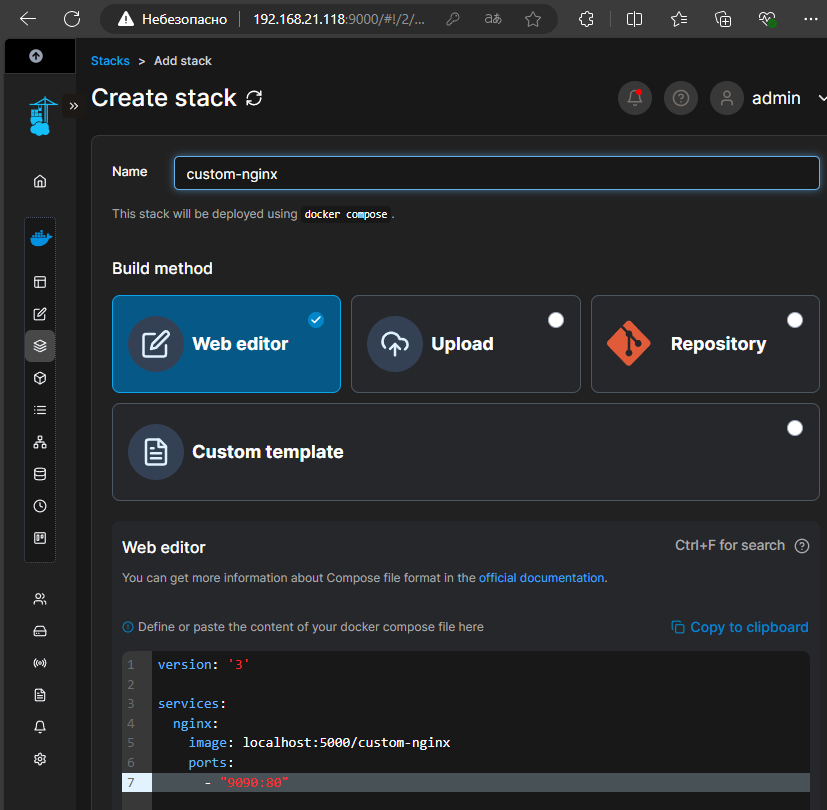 Небезопасно 192.168.21.118:9000/#!/2/...
Stacks > Add stack
Create stack
admin
Name
custom-nginx
This stack will be deployed using docker compose .
Build method
Web editor
Upload
Repository
Custom template
Web editor
Ctrl+F for search
You can get more information about Compose file format in the official documentation.
Define or paste the content of your docker compose file here
Copy to clipboard
1 version: '3'
2
3 services:
4 nginx:
5 image: localhost:5000/custom-nginx
6 ports:
7 - "9090:80"